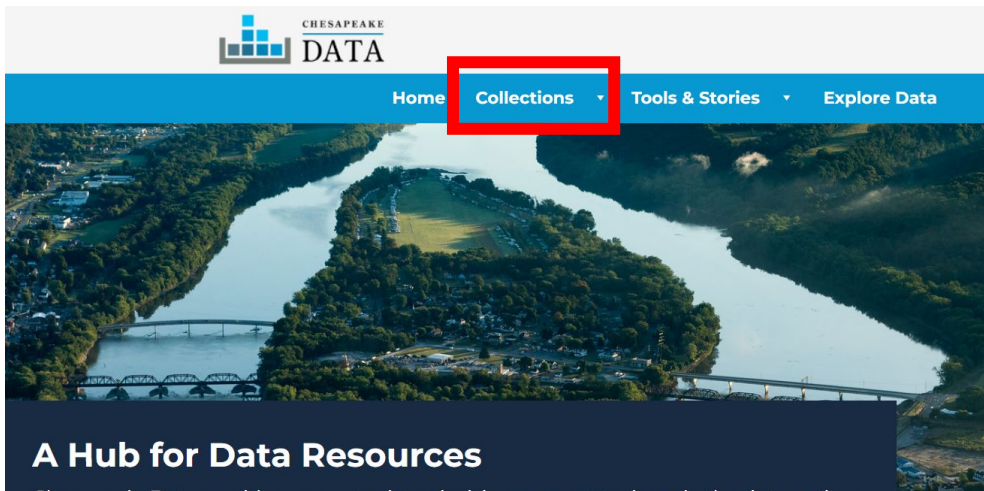 CHESAPEAKE
DATA
Home Collections Tools & Stories Explore Data
A Hub for Data Resources